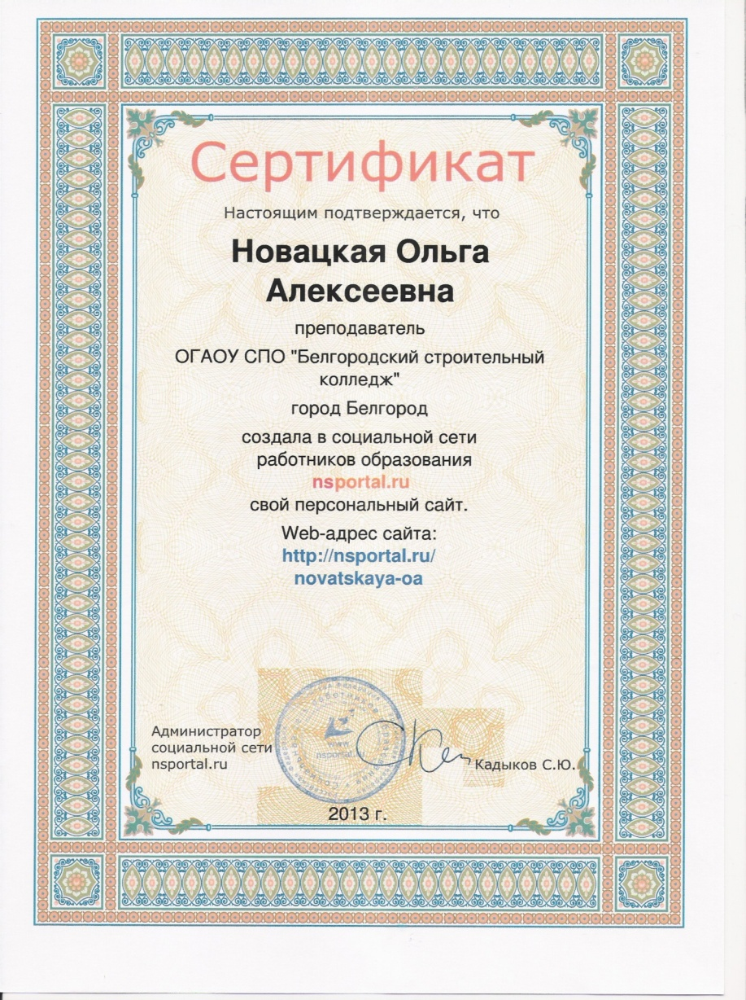 Сертификат
Настоящим подтверждается, что
Новацкая Ольга
Алексеевна
преподаватель
ОГАОУ СПО "Белгородский строительный
колледж"
город Белгород
создала в социальной сети
работников образования
nsportal.ru
свой персональный сайт.
Web-адрес сайта:
http://nsportal.ru/
novatskaya-oa
Администратор
социальной сети
nsportal.ru
www
nsportal.ru
Кадыков С.Ю.
2013 г.